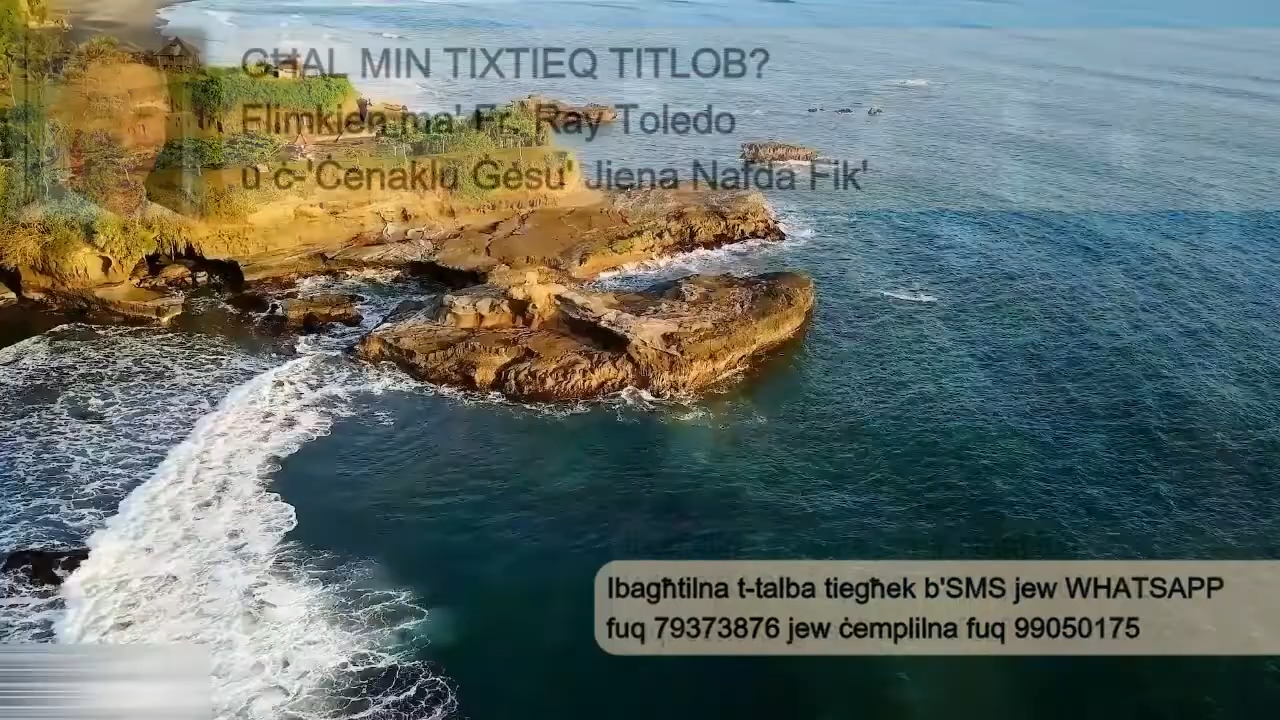 GĦAL MIN TIXTIEQ TITLOB?
Flimkien ma' Fr. Ray Toledo
u ċ-'Ċenaklu Ġesu' Jiena Nafda Fik'
Ibagħtilna t-talba tiegħek b'SMS jew WHATSAPP
fuq 79373876 jew ċemplilna fuq 99050175